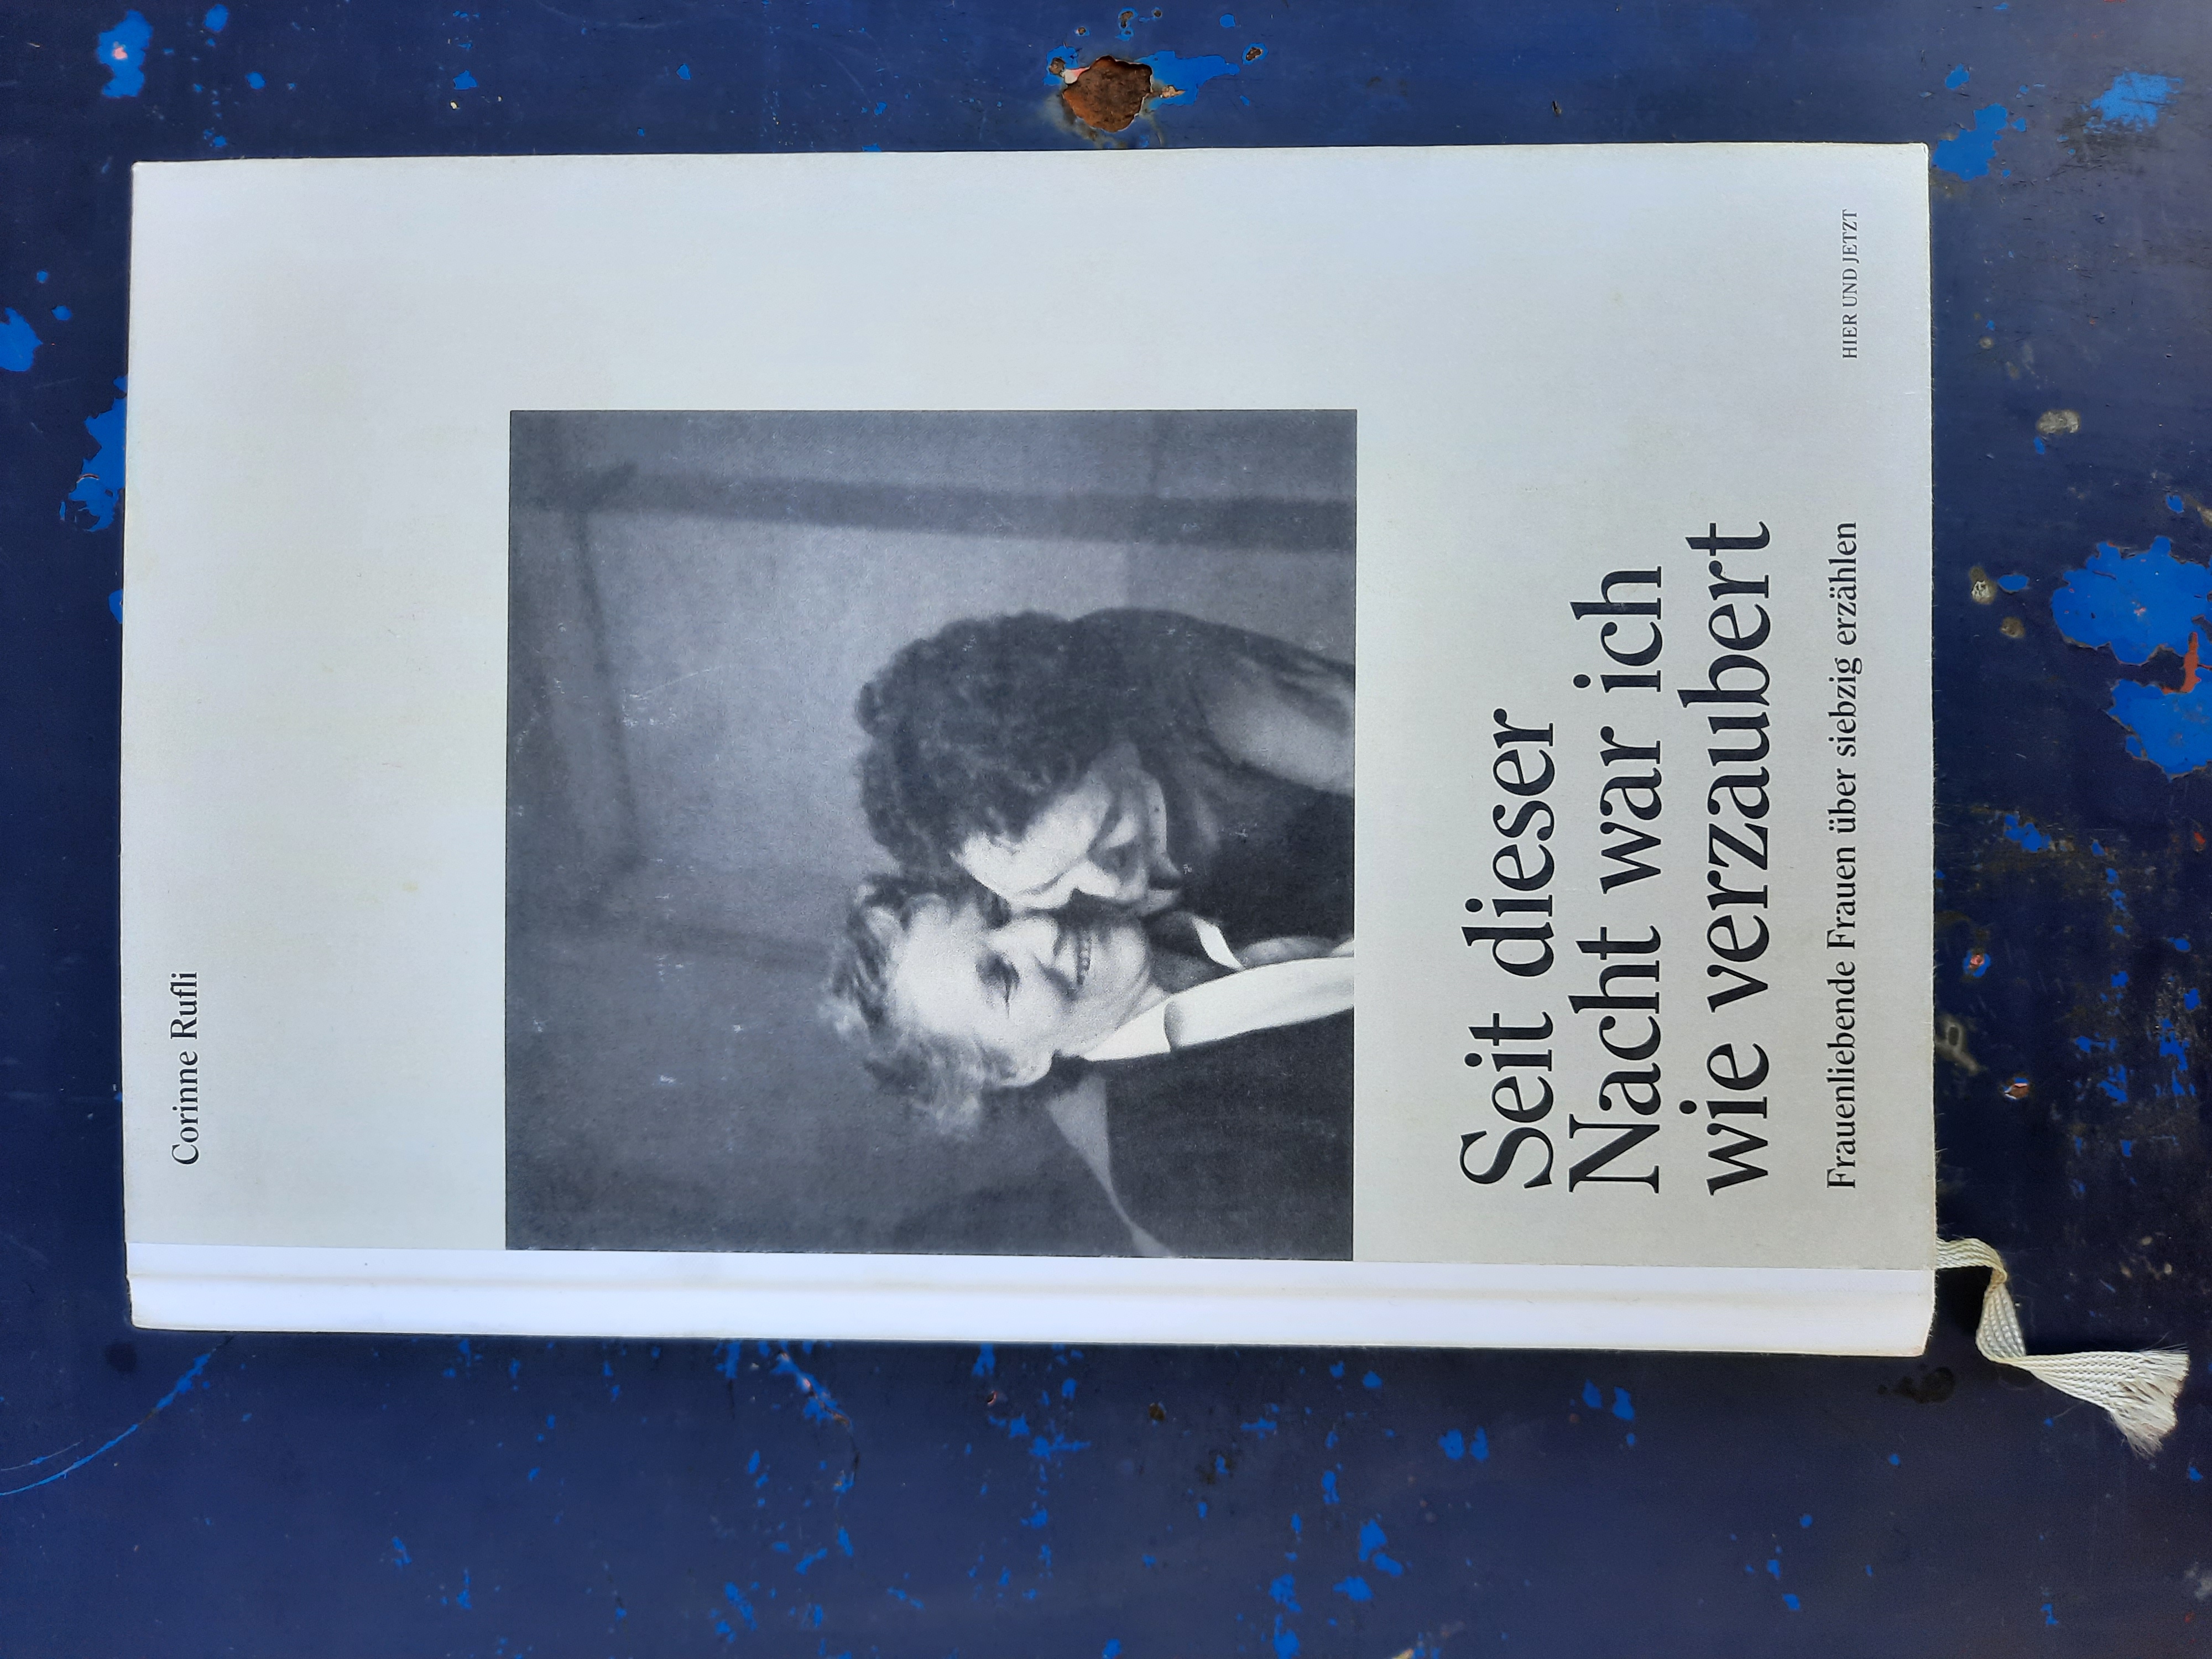 Corinne Rufli
Seit dieser
Nacht war ich
wie verzaubert
Frauenliebende Frauen über siebzig erzählen
HIER UND JETZT